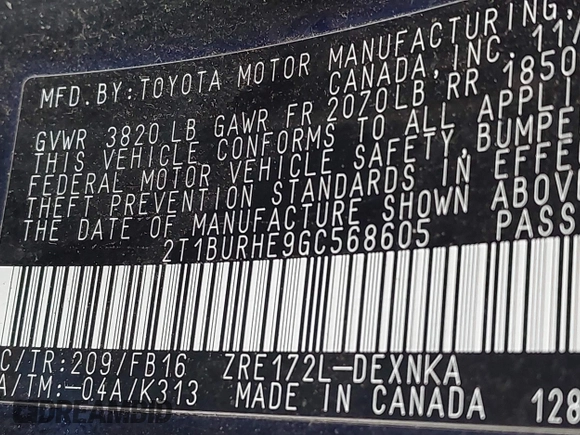 MFD.BY:TOYOTA MOTOR MANUFACTURING,
CANADA,INC. 11/
GVWR 3820 LB GAWR FR 2070LB RR 1850
THIS VEHICLE CONFORMS TO ALL APPLI
FEDERAL MOTOR VEHICLE SAFETY,BUMPE
THEFT PREVENTION STANDARDS IN EFFE
THE DATE OF MANUFACTURE SHOWN ABOV
2T1BURHE9GC568605 PASS
C/TR:209/FB16 ZRE172L-DEXNKA
A/TM:-04A/K313 MADE IN CANADA 128
DREAMBID